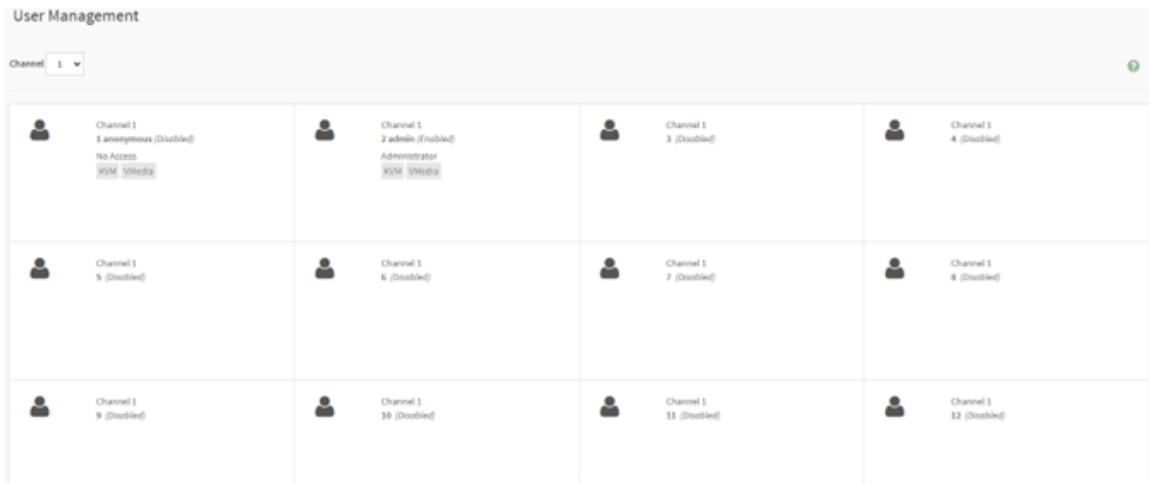 User Management
Channel 1
Channel 1
1 anonymous (Disabled)
No Access
KVM VMedia
Channel 1
2 admin (Enabled)
Administrator
KVM VMedia
Channel 1
3 (Disabled)
Channel 1
4 (Disabled)
Channel 1
5 (Disabled)
Channel 1
6 (Disabled)
Channel 1
7 (Disabled)
Channel 1
8 (Disabled)
Channel 1
9 (Disabled)
Channel 1
10 (Disabled)
Channel 1
11 (Disabled)
Channel 1
12 (Disabled)